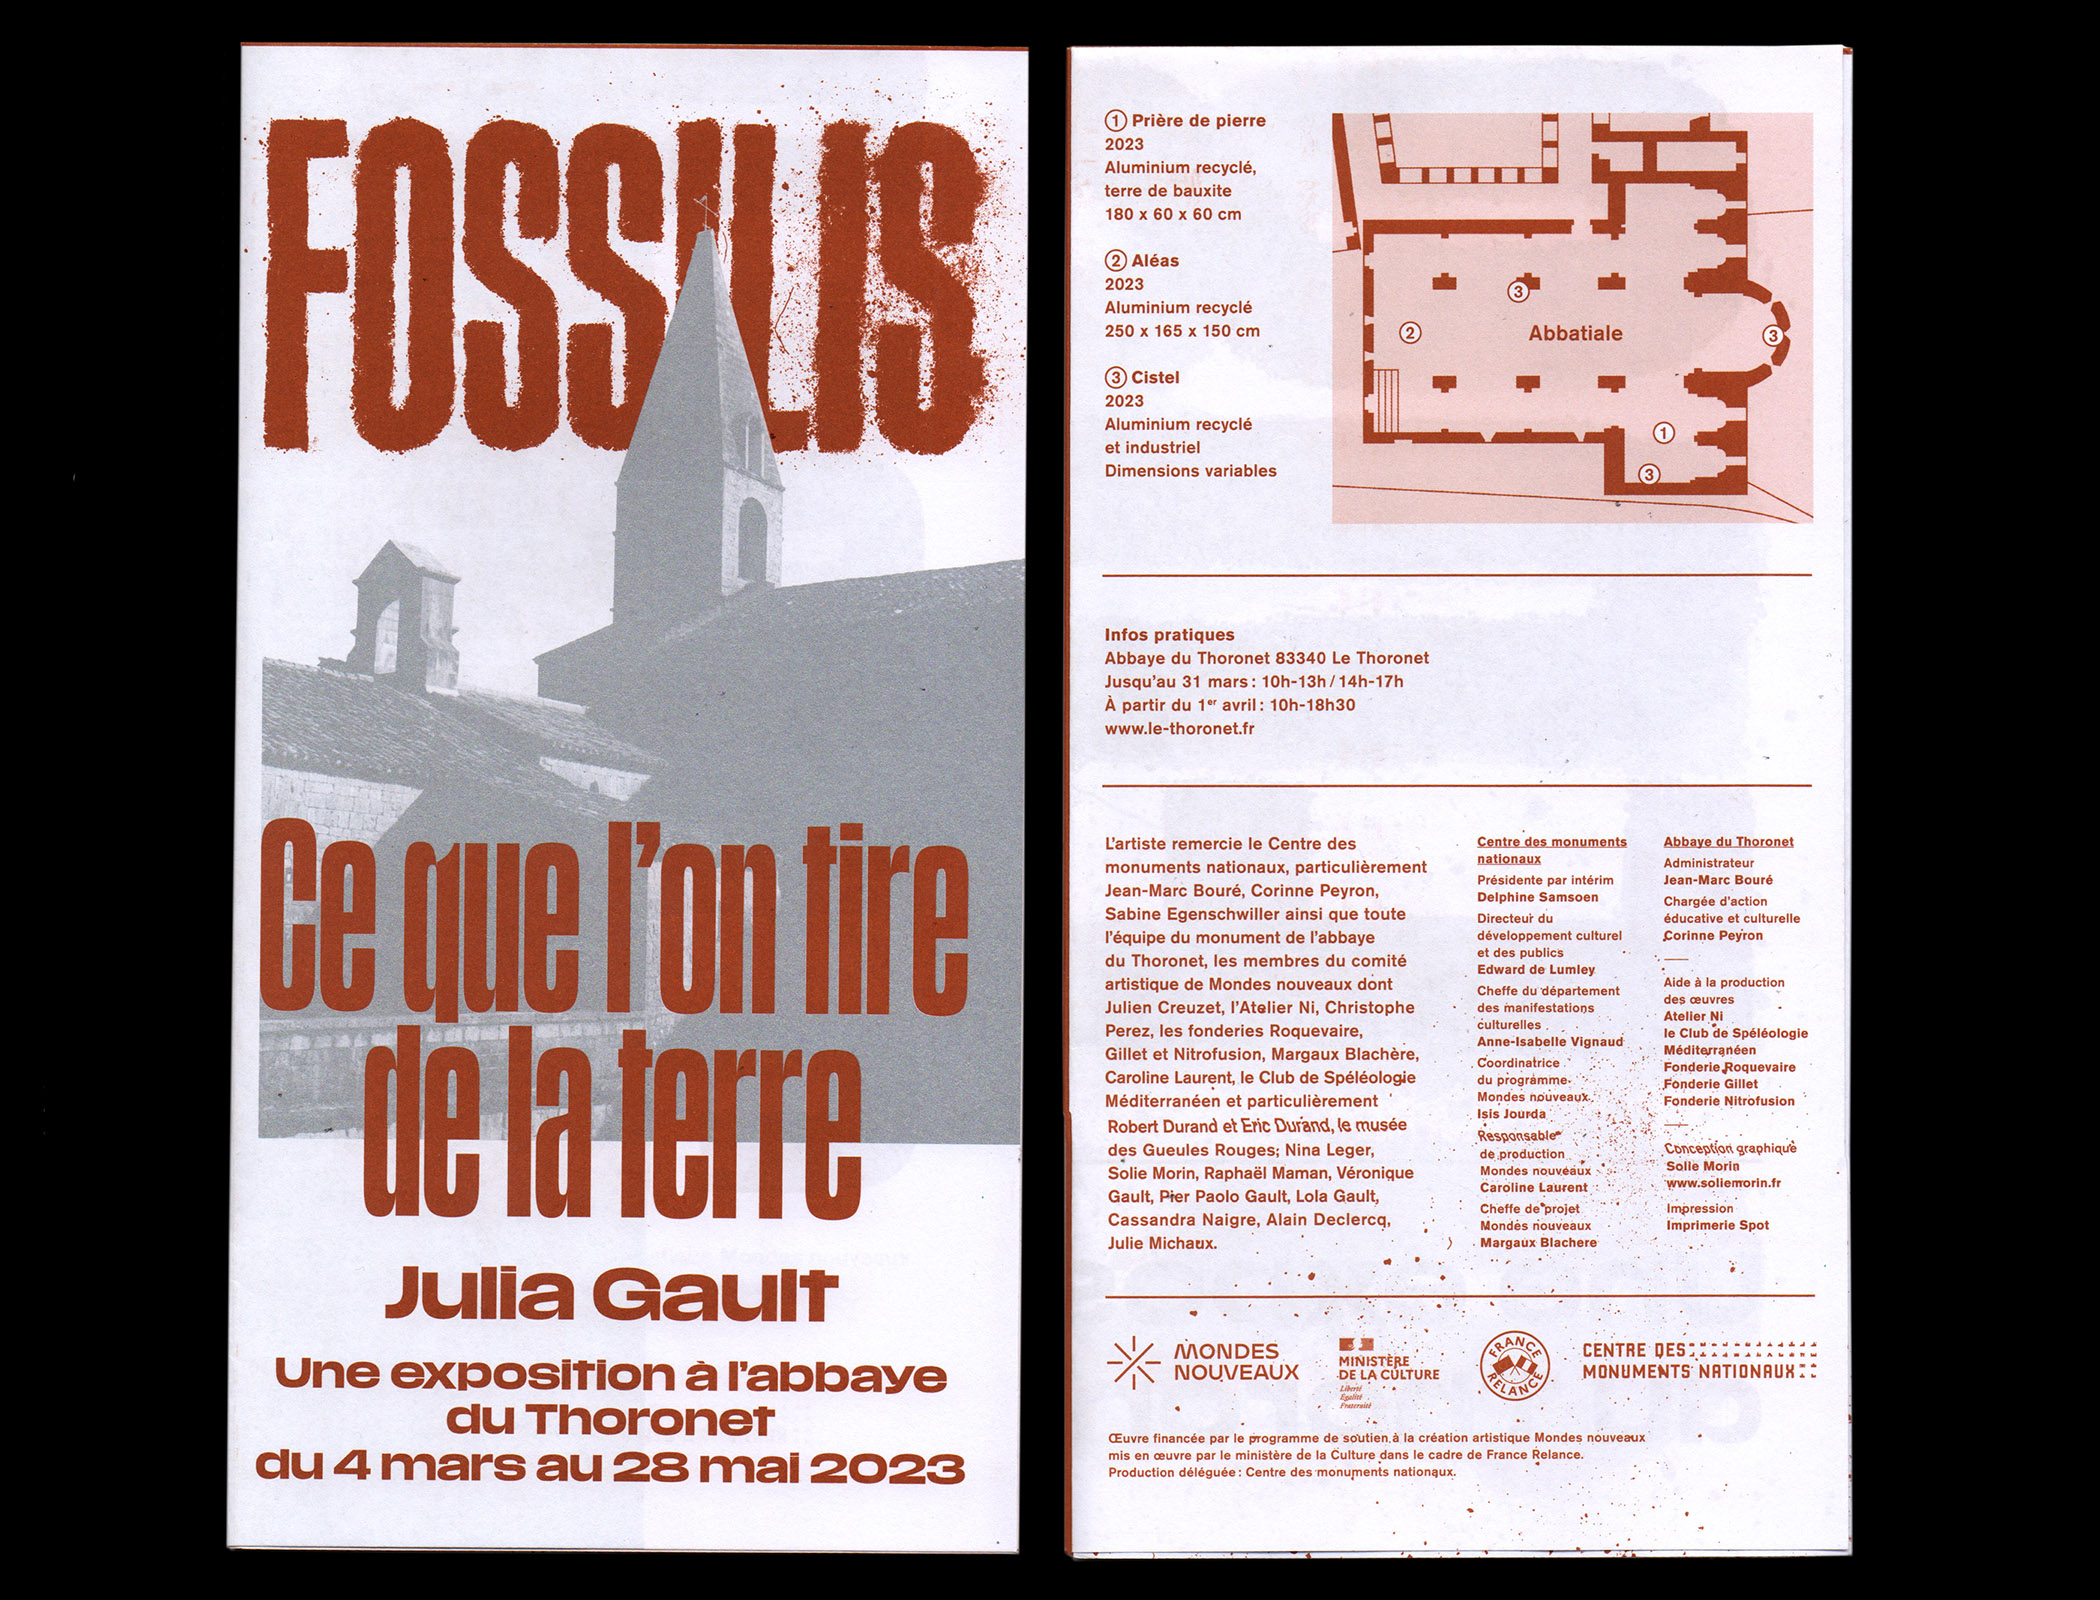 FOSSILIS
Ce que l'on tire
de la terre
Julia Gault
Une exposition à l'abbaye
du Thoronet
du 4 mars au 28 mai 2023
1 Prière de pierre
2023
Aluminium recyclé,
terre de bauxite
180 x 60 x 60 cm
2 Aléas
2023
Aluminium recyclé
250 x 165 x 150 cm
3 Cistel
2023
Aluminium recyclé
et industriel
Dimensions variables
3
2
Abbatiale
3
1
3
Infos pratiques
Abbaye du Thoronet 83340 Le Thoronet
Jusqu'au 31 mars : 10h-13h / 14h-17h
À partir du 1er avril : 10h-18h30
www.le-thoronet.fr
L'artiste remercie le Centre des
monuments nationaux, particulièrement
Jean-Marc Bouré, Corinne Peyron,
Sabine Egenschwiller ainsi que toute
l'équipe du monument de l'abbaye
du Thoronet, les membres du comité
artistique de Mondes nouveaux dont
Julien Creuzet, l'Atelier Ni, Christophe
Perez, les fonderies Roquevaire,
Gillet et Nitrofusion, Margaux Blachère,
Caroline Laurent, le Club de Spéléologie
Méditerranéen et particulièrement
Robert Durand et Eric Durand, le musée
des Gueules Rouges; Nina Leger,
Solie Morin, Raphaël Maman, Véronique
Gault, Pier Paolo Gault, Lola Gault,
Cassandra Naigre, Alain Declercq,
Julie Michaux.
Centre des monuments
nationaux
Présidente par intérim
Delphine Samsoen
Directeur du
développement culturel
et des publics
Edward de Lumley
Cheffe du département
des manifestations
culturelles
Anne-Isabelle Vignaud
Coordinatrice
du programme
Mondes nouveaux
Isis Jourda
Responsable
de production
Mondes nouveaux
Caroline Laurent
Cheffe de projet
Mondes nouveaux
Margaux Blachere
Abbaye du Thoronet
Administrateur
Jean-Marc Bouré
Chargée d'action
éducative et culturelle
Corinne Peyron
Aide à la production
des œuvres
Atelier Ni
le Club de Spéléologie
Méditerranéen
Fonderie Roquevaire
Fonderie Gillet
Fonderie Nitrofusion
Conception graphique
Solie Morin
www.soliemorin.fr
Impression
Imprimerie Spot
MONDES
NOUVEAUX
MINISTÈRE
DE LA CULTURE
Liberté
Égalité
Fraternité
FRANCE
RELANCE
CENTRE DES
MONUMENTS NATIONAUX
Œuvre financée par le programme de soutien à la création artistique Mondes nouveaux
mis en œuvre par le ministère de la Culture dans le cadre de France Relance.
Production déléguée : Centre des monuments nationaux.